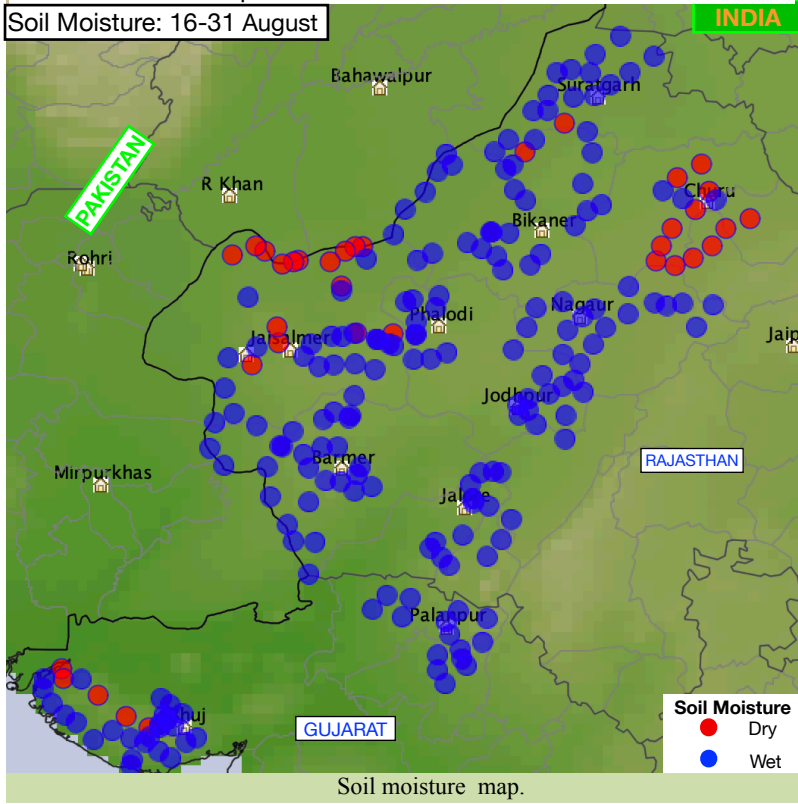 Soil Moisture: 16-31 August
INDIA
Bahawalpur
Suratgarh
PAKISTAN
R Khan
Churu
Bikaner
Rohri
Nagaur
Phalodi
Jaisalmer
Jaip
Jodhpur
RAJASTHAN
Barmer
Mirpurkhas
Palanpur
Soil Moisture
Dry
Wet
GUJARAT
Soil moisture map.